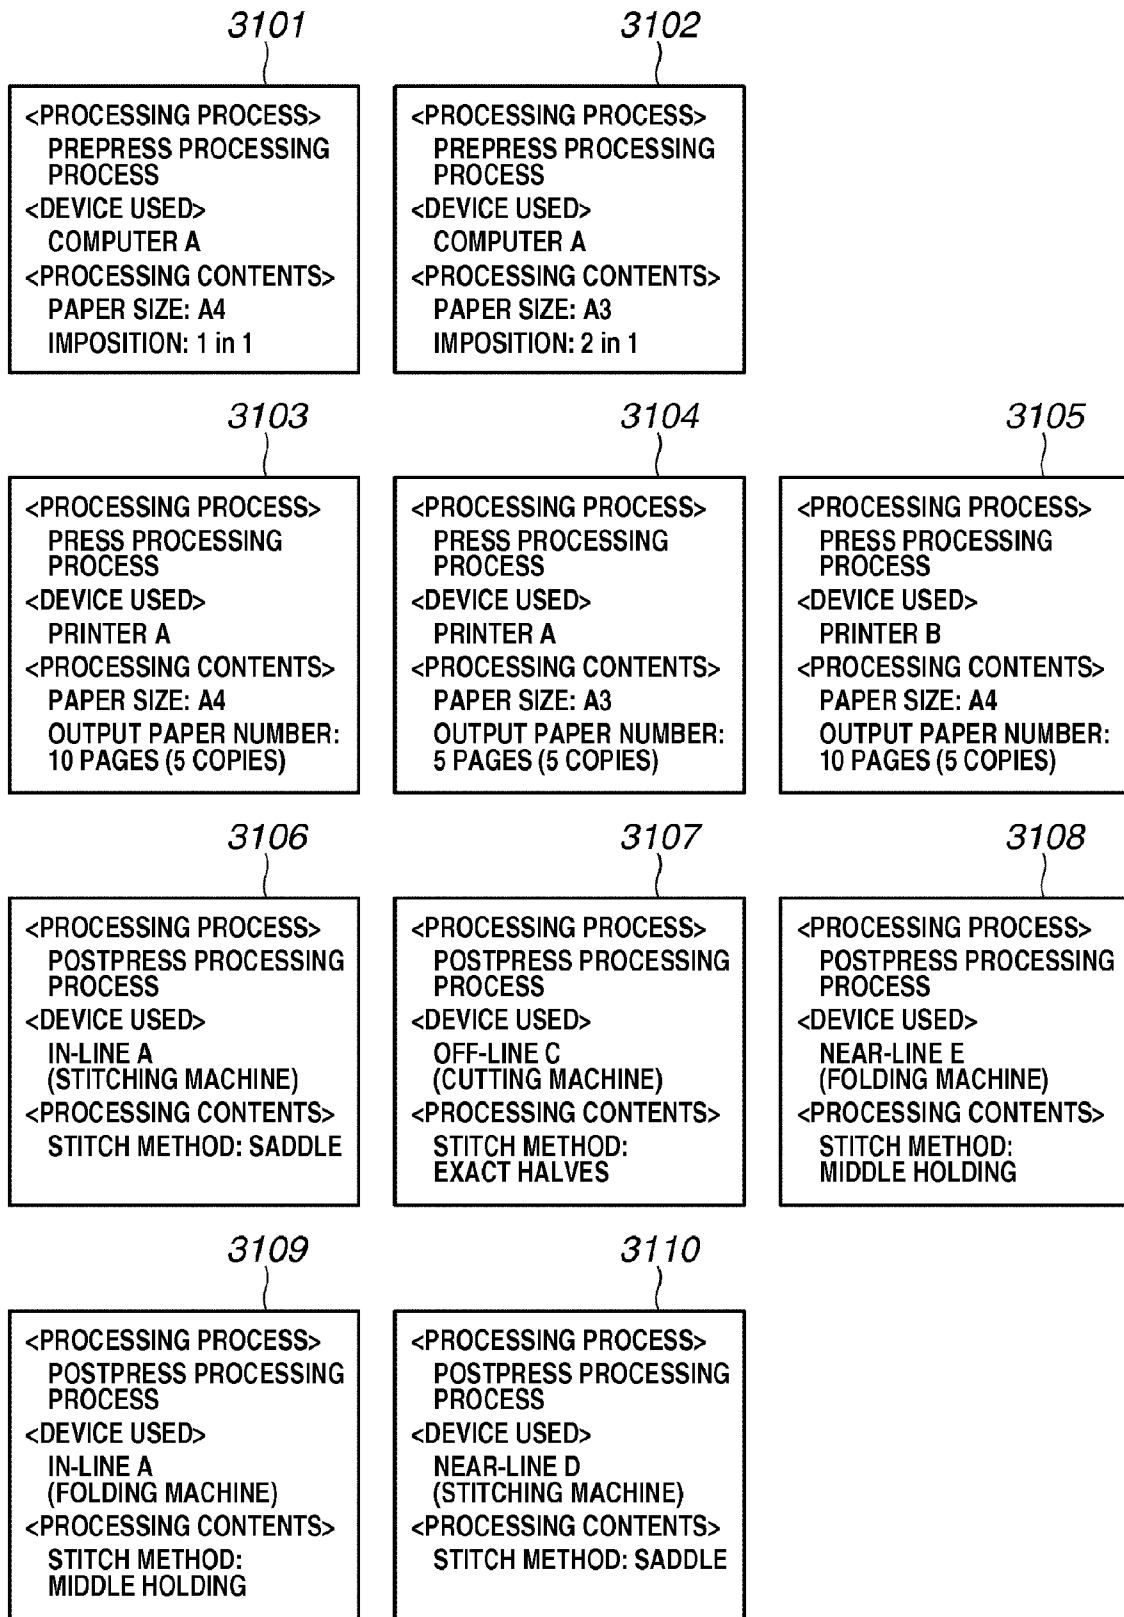 3101
<PROCESSING PROCESS>
PREPRESS PROCESSING
PROCESS
<DEVICE USED>
COMPUTER A
<PROCESSING CONTENTS>
PAPER SIZE: A4
IMPOSITION: 1 in 1
3102
<PROCESSING PROCESS>
PREPRESS PROCESSING
PROCESS
<DEVICE USED>
COMPUTER A
<PROCESSING CONTENTS>
PAPER SIZE: A3
IMPOSITION: 2 in 1
3103
<PROCESSING PROCESS>
PRESS PROCESSING
PROCESS
<DEVICE USED>
PRINTER A
<PROCESSING CONTENTS>
PAPER SIZE: A4
OUTPUT PAPER NUMBER:
10 PAGES (5 COPIES)
3104
<PROCESSING PROCESS>
PRESS PROCESSING
PROCESS
<DEVICE USED>
PRINTER A
<PROCESSING CONTENTS>
PAPER SIZE: A3
OUTPUT PAPER NUMBER:
5 PAGES (5 COPIES)
3105
<PROCESSING PROCESS>
PRESS PROCESSING
PROCESS
<DEVICE USED>
PRINTER B
<PROCESSING CONTENTS>
PAPER SIZE: A4
OUTPUT PAPER NUMBER:
10 PAGES (5 COPIES)
3106
<PROCESSING PROCESS>
POSTPRESS PROCESSING
PROCESS
<DEVICE USED>
IN-LINE A
(STITCHING MACHINE)
<PROCESSING CONTENTS>
STITCH METHOD: SADDLE
3107
<PROCESSING PROCESS>
POSTPRESS PROCESSING
PROCESS
<DEVICE USED>
OFF-LINE C
(CUTTING MACHINE)
<PROCESSING CONTENTS>
STITCH METHOD:
EXACT HALVES
3108
<PROCESSING PROCESS>
POSTPRESS PROCESSING
PROCESS
<DEVICE USED>
NEAR-LINE E
(FOLDING MACHINE)
<PROCESSING CONTENTS>
STITCH METHOD:
MIDDLE HOLDING
3109
<PROCESSING PROCESS>
POSTPRESS PROCESSING
PROCESS
<DEVICE USED>
IN-LINE A
(FOLDING MACHINE)
<PROCESSING CONTENTS>
STITCH METHOD:
MIDDLE HOLDING
3110
<PROCESSING PROCESS>
POSTPRESS PROCESSING
PROCESS
<DEVICE USED>
NEAR-LINE D
(STITCHING MACHINE)
<PROCESSING CONTENTS>
STITCH METHOD: SADDLE